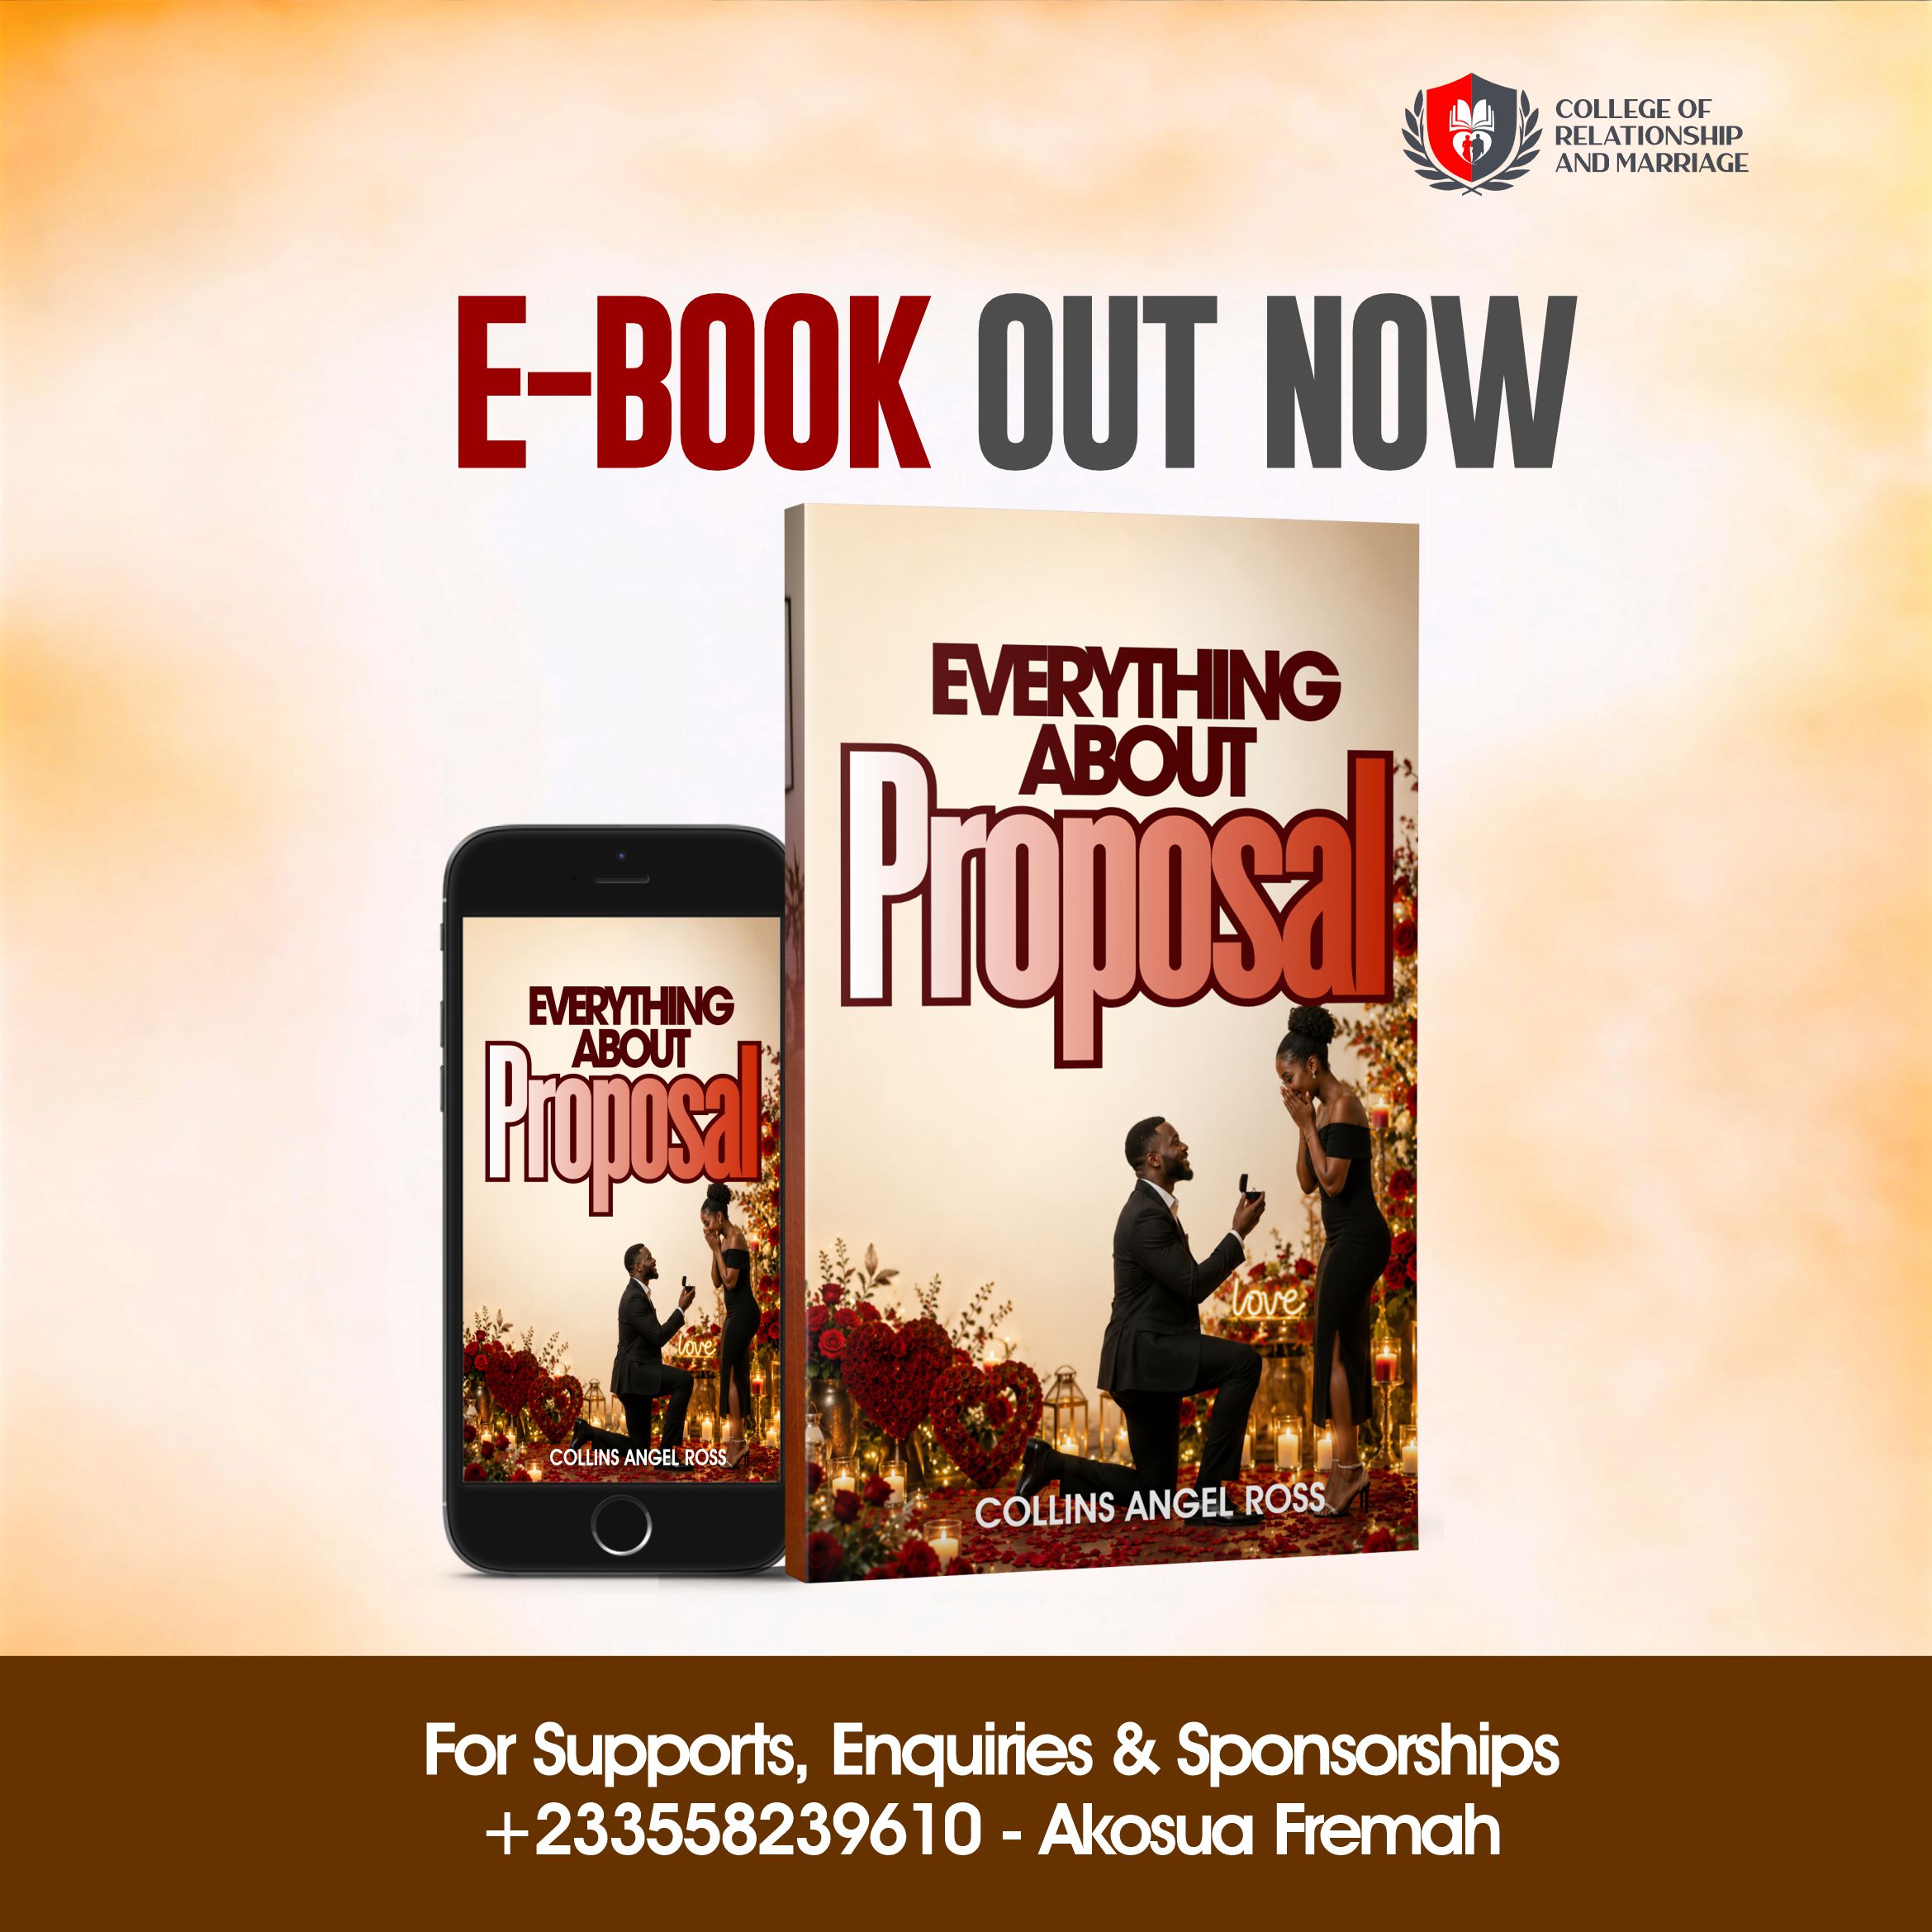 COLLEGE OF
RELATIONSHIP
AND MARRIAGE
E-BOOK OUT NOW
EVERYTHING
ABOUT
Proposal
love
COLLINS ANGEL ROSS
EVERYTHING
ABOUT
Proposal
love
COLLINS ANGEL ROSS
For Supports, Enquiries & Sponsorships
+233558239610 - Akosua Fremah